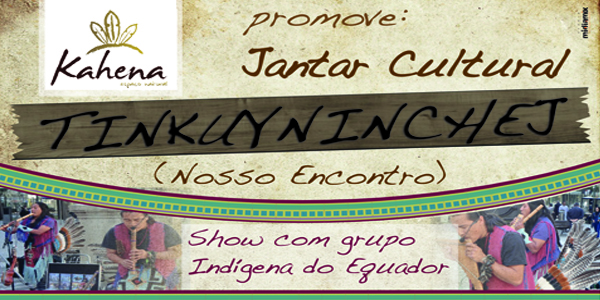 Kahena
promove:
Jantar Cultural
TINKUYNINCHEJ
(Nosso Encontro)
Show com grupo
Indígena do Equador